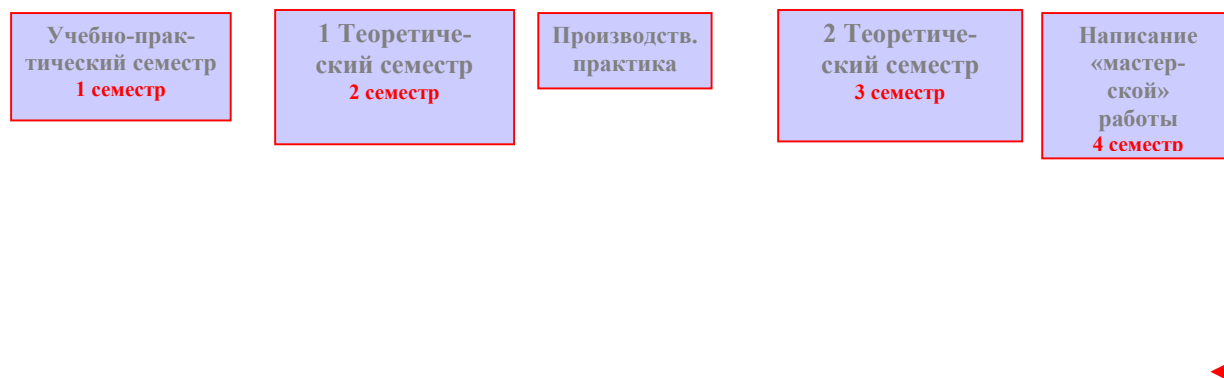 Учебно-прак-
тический семестр
1 семестр
1 Теоретиче-
ский семестр
2 семестр
Производств.
практика
2 Теоретиче-
ский семестр
3 семестр
Написание
«мастер-
ской»
работы
4 семестр